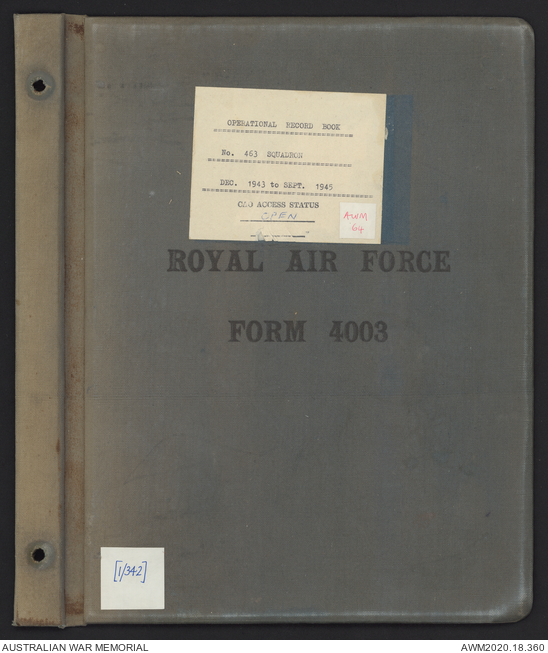 OPERATIONAL RECORD BOOK
No. 463 SQUADRON
DEC. 1943 to SEPT. 1945
CAO ACCESS STATUS
OPEN
AWM
64
ROYAL AIR FORCE
FORM 4003
[1/342]
AUSTRALIAN WAR MEMORIAL
AWM2020.18.360